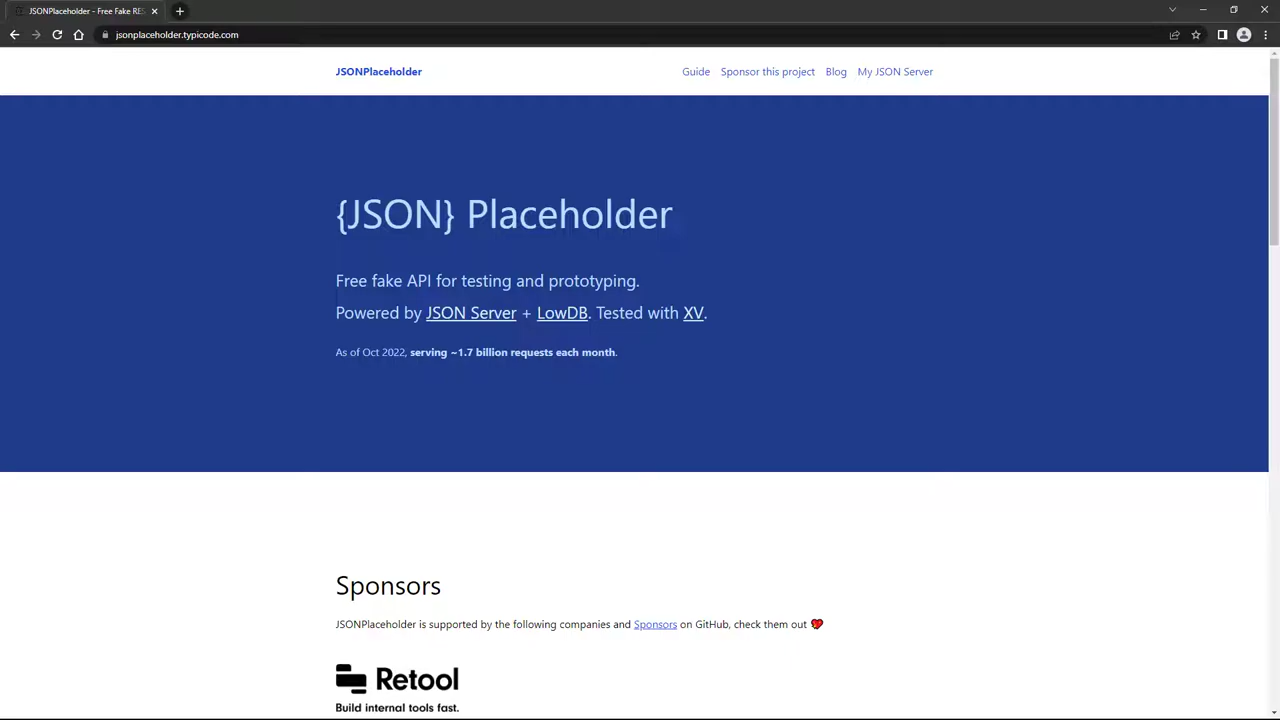 JSONPlaceholder - Free Fake RES
jsonplaceholder.typicode.com
JSONPlaceholder
Guide
Sponsor this project
Blog
My JSON Server
{JSON} Placeholder
Free fake API for testing and prototyping.
Powered by JSON Server + LowDB. Tested with XV.
As of Oct 2022, serving ~1.7 billion requests each month.
Sponsors
JSONPlaceholder is supported by the following companies and Sponsors on GitHub, check them out
Retool
Build internal tools fast.